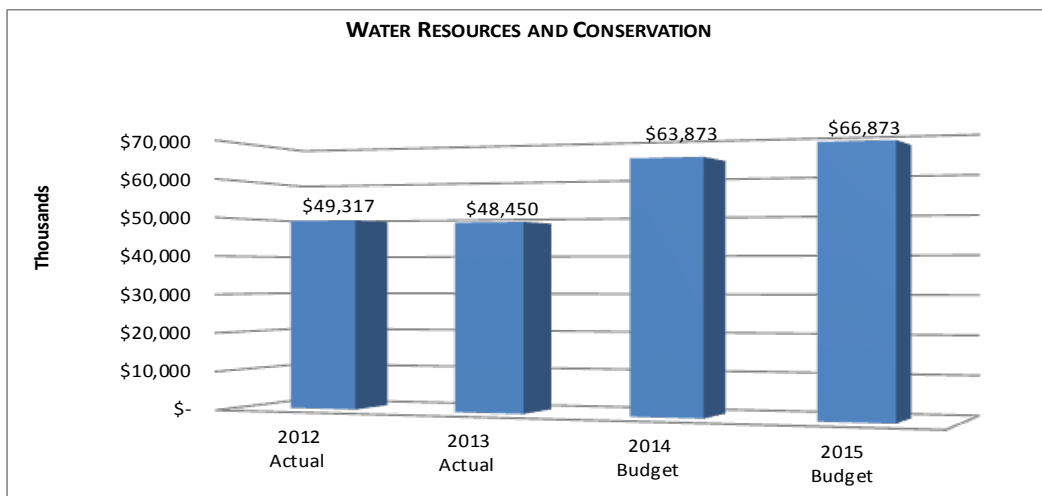 WATER RESOURCES AND CONSERVATION
Thousands
$70,000
$60,000
$50,000
$40,000
$30,000
$20,000
$10,000
$-
$49,317
$48,450
$63,873
$66,873
2012
Actual
2013
Actual
2014
Budget
2015
Budget